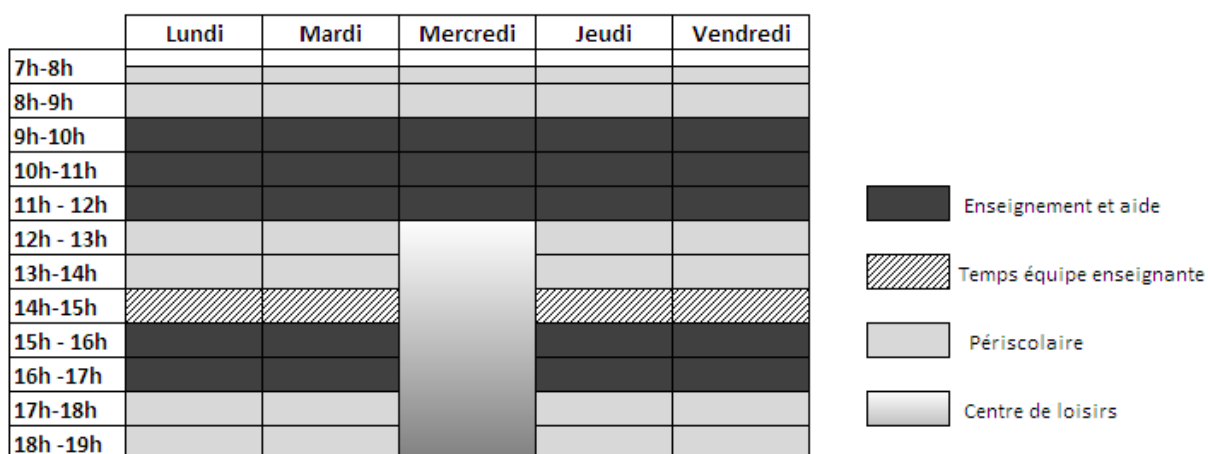 Lundi Mardi Mercredi Jeudi Vendredi
7h-8h
8h-9h
9h-10h
10h-11h
11h - 12h
12h - 13h
13h-14h
14h-15h
15h - 16h
16h -17h
17h-18h
18h -19h
Enseignement et aide
Temps équipe enseignante
Périscolaire
Centre de loisirs